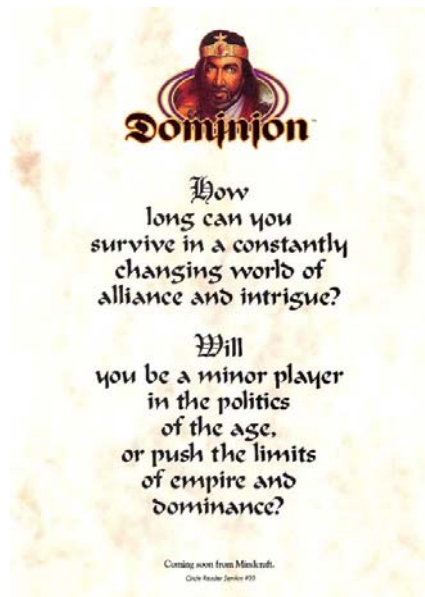 Dominion™
How
long can you
survive in a constantly
changing world of
alliance and intrigue?
Will
you be a minor player
in the politics
of the age,
or push the limits
of empire and
dominance?
Coming soon from Mindcraft.
Circle Reader Service #99